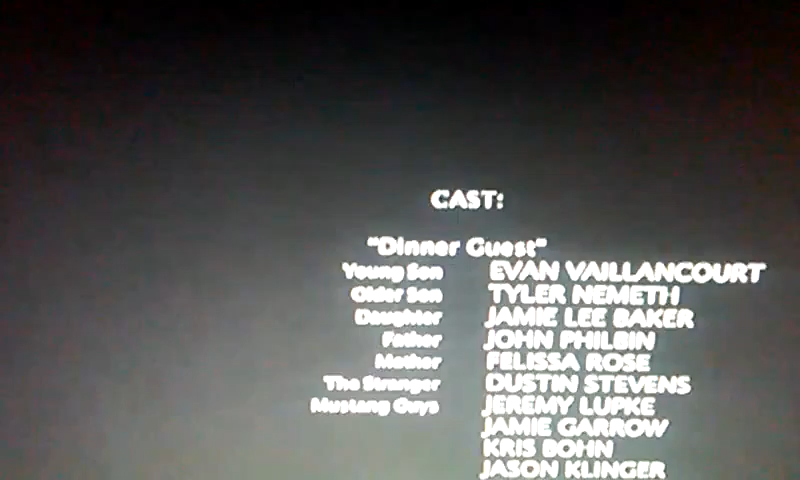 CAST:
"Dinner Guest"
Young Son EVAN VAILLANCOURT
Older Son TYLER NEMETH
Daughter JAMIE LEE BAKER
Father JOHN PHILBIN
Mother FELISSA ROSE
The Stranger DUSTIN STEVENS
Mustang Guys JEREMY LUPKE
JAMIE GARROW
KRIS BOHN
JASON KLINGER